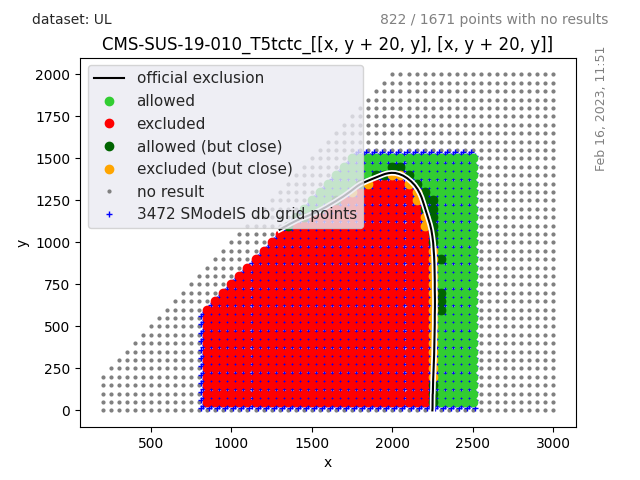 dataset: UL
822 / 1671 points with no results
CMS-SUS-19-010_T5tctc_[[x, y + 20, y], [x, y + 20, y]]
official exclusion
allowed
excluded
allowed (but close)
excluded (but close)
no result
3472 SModelS db grid points
Feb 16, 2023, 11:51
2000
1750
1500
1250
1000
750
500
250
0
y
500
1000
1500
2000
2500
3000
x